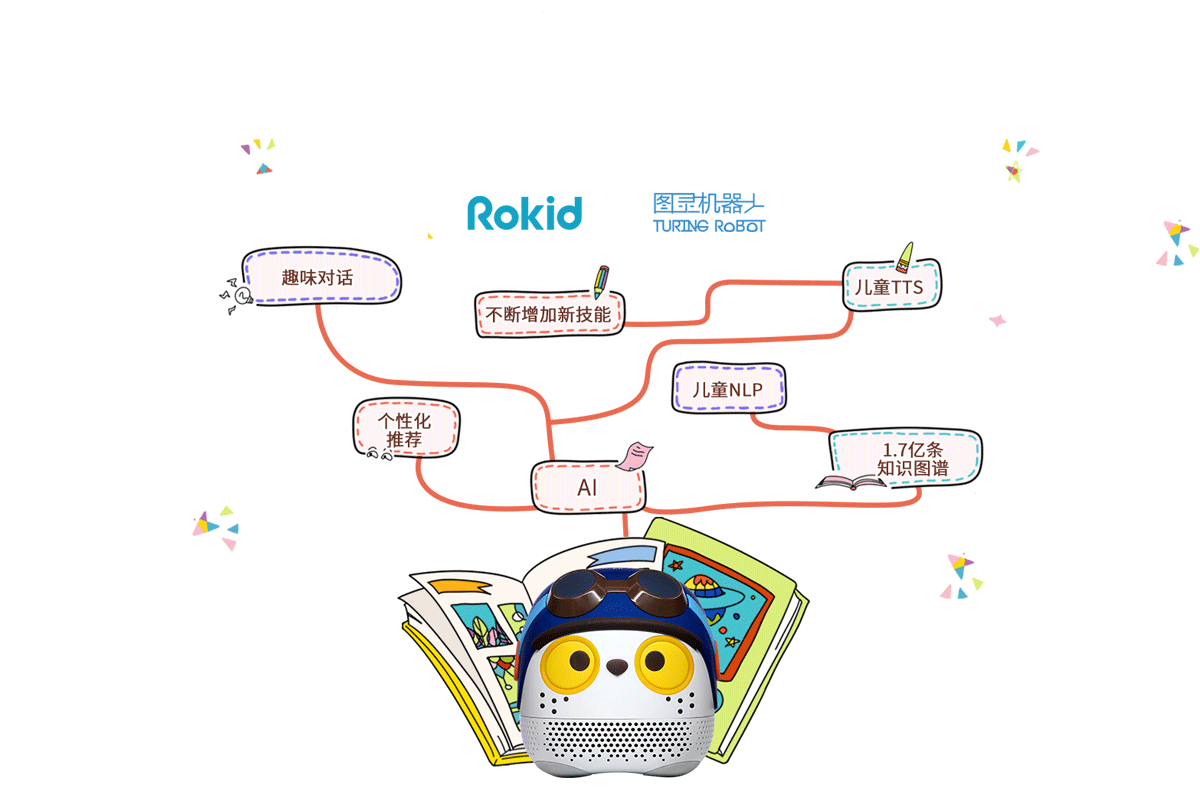 Rokid
图灵机器人
TURING ROBOT
趣味对话
不断增加新技能
儿童TTS
儿童NLP
个性化
推荐
1.7亿条
知识图谱
AI